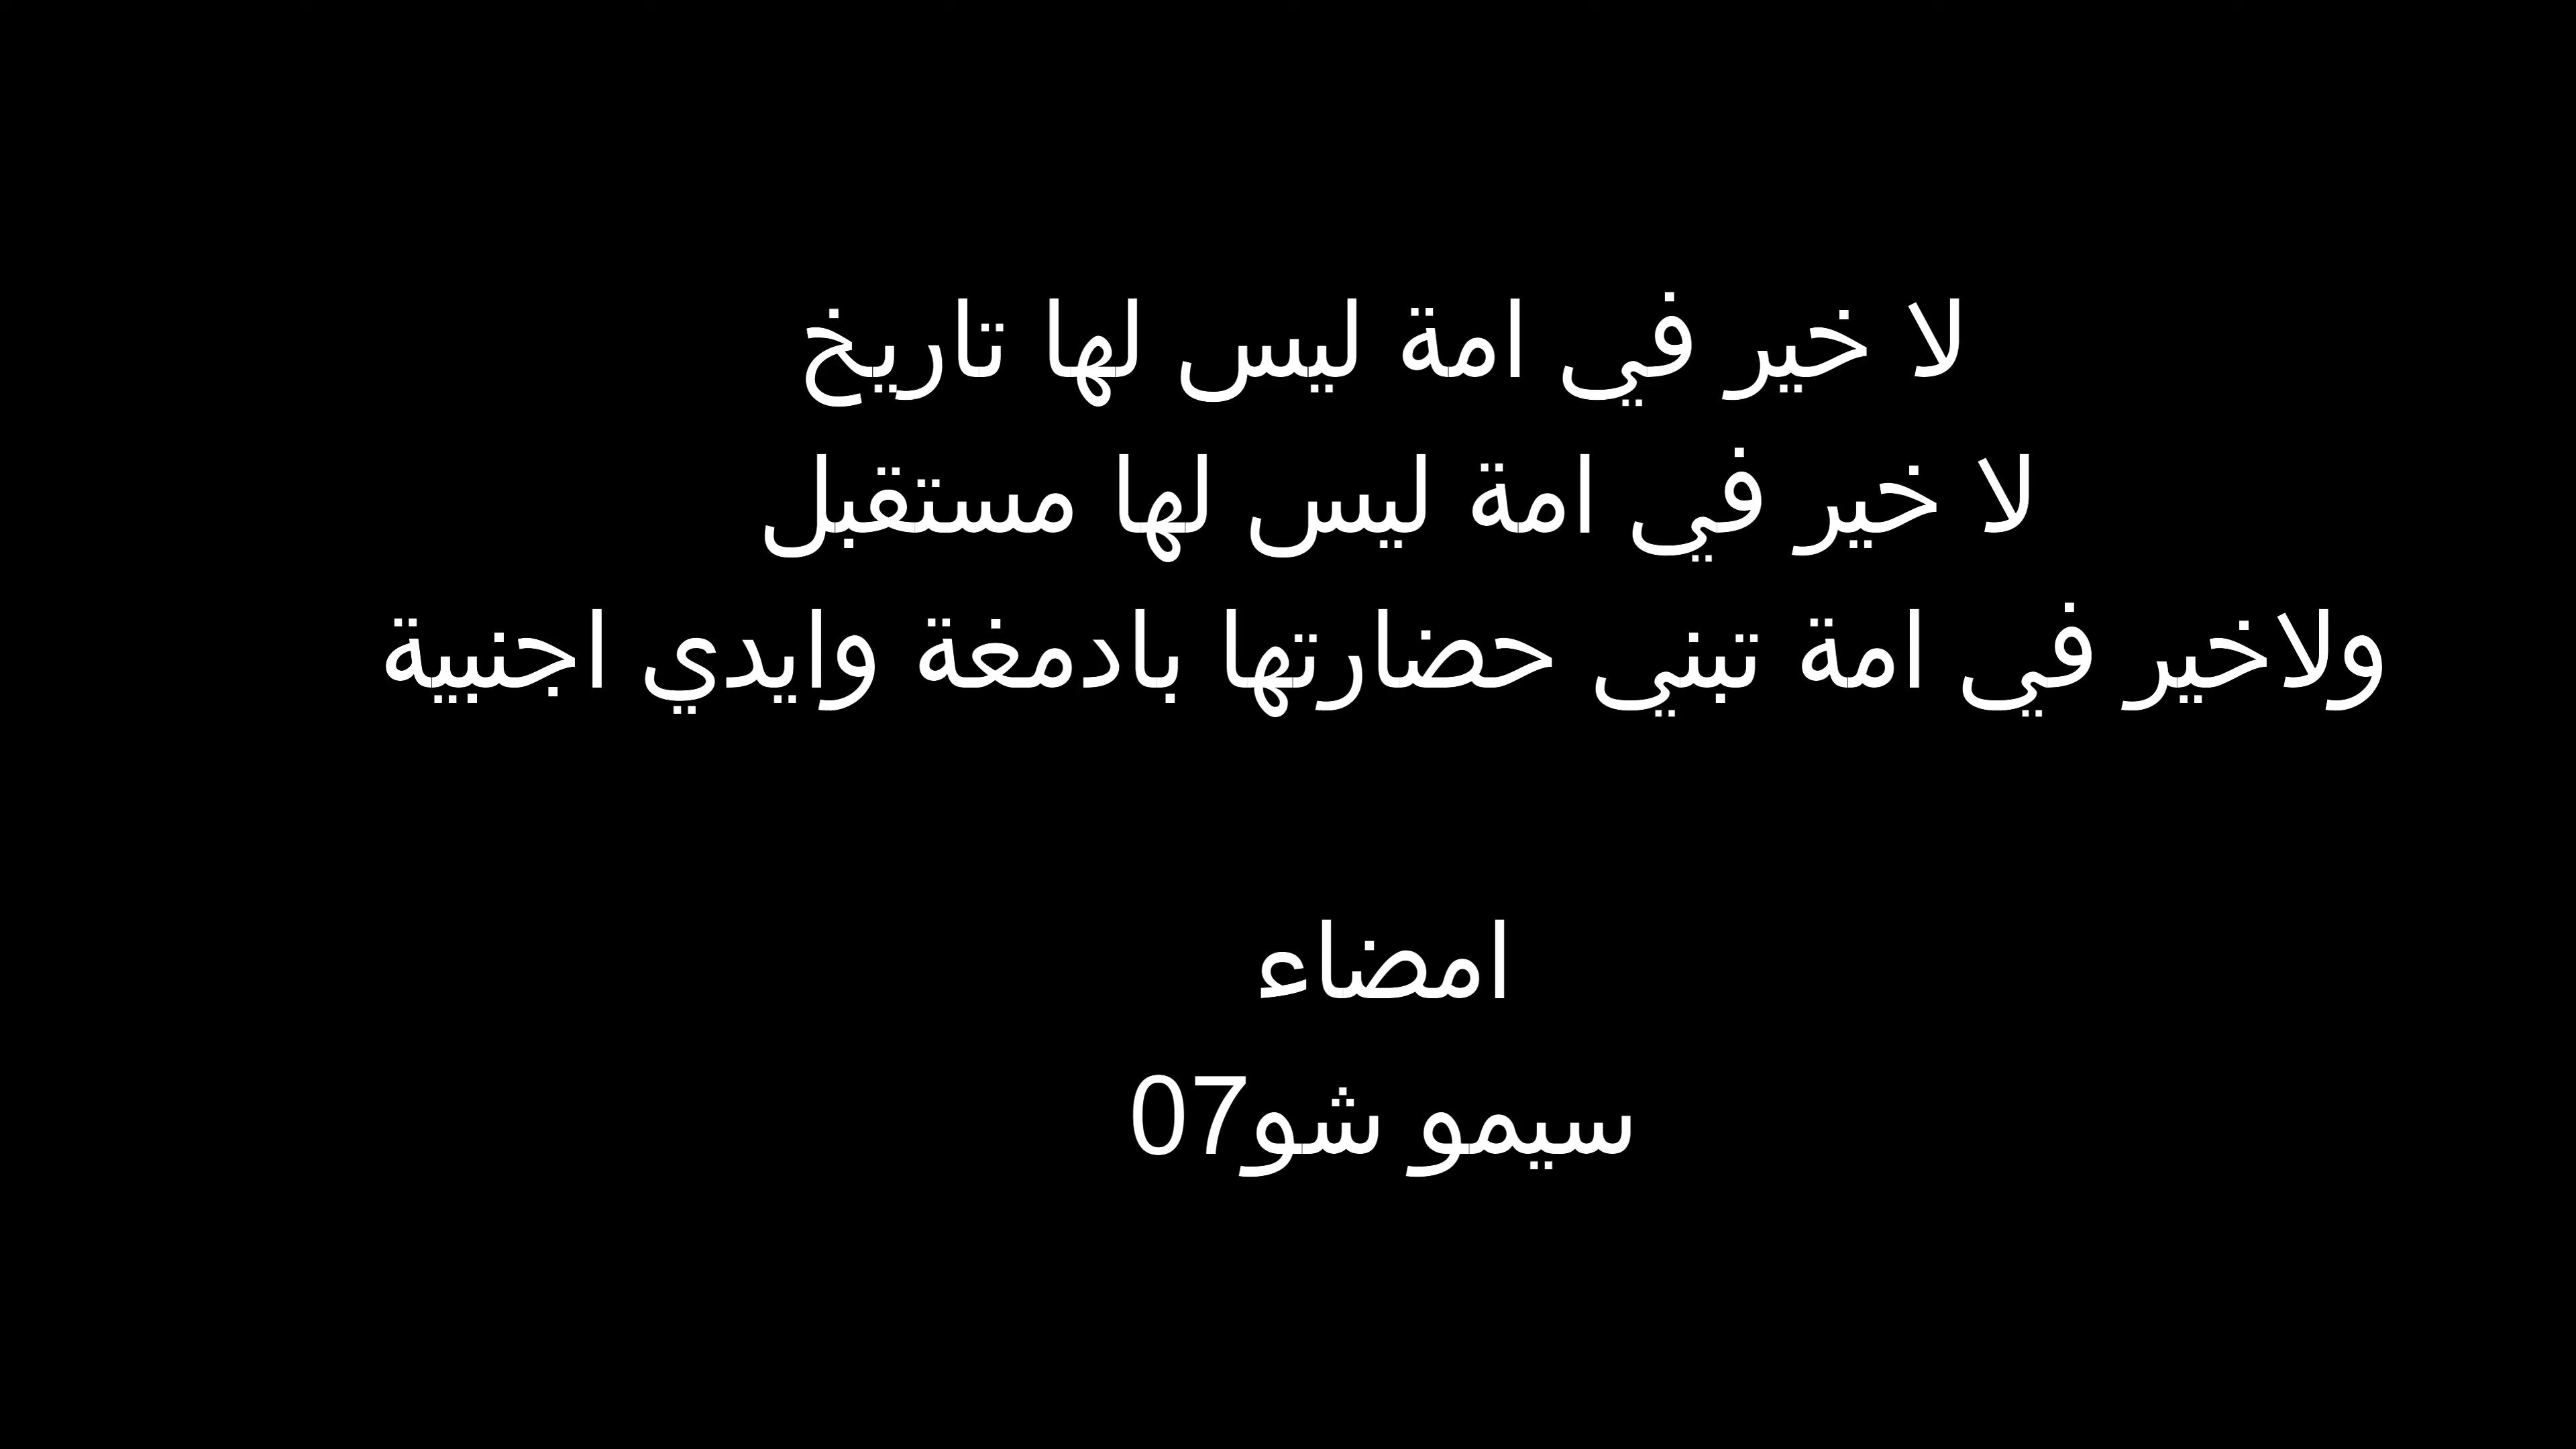 لا خير في امة ليس لها تاريخ
لا خير في امة ليس لها مستقبل
ولاخير في امة تبني حضارتها بادمغة وايدي اجنبية
امضاء
سيمو شو07